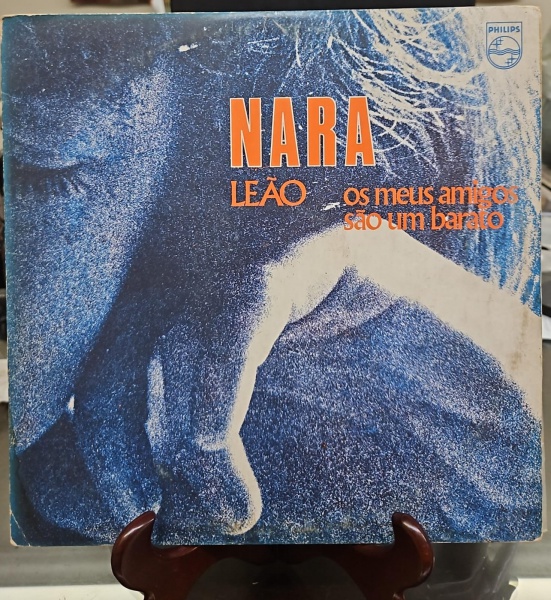 PHILIPS
NARA
LEÃO
os meus amigos
são um barato